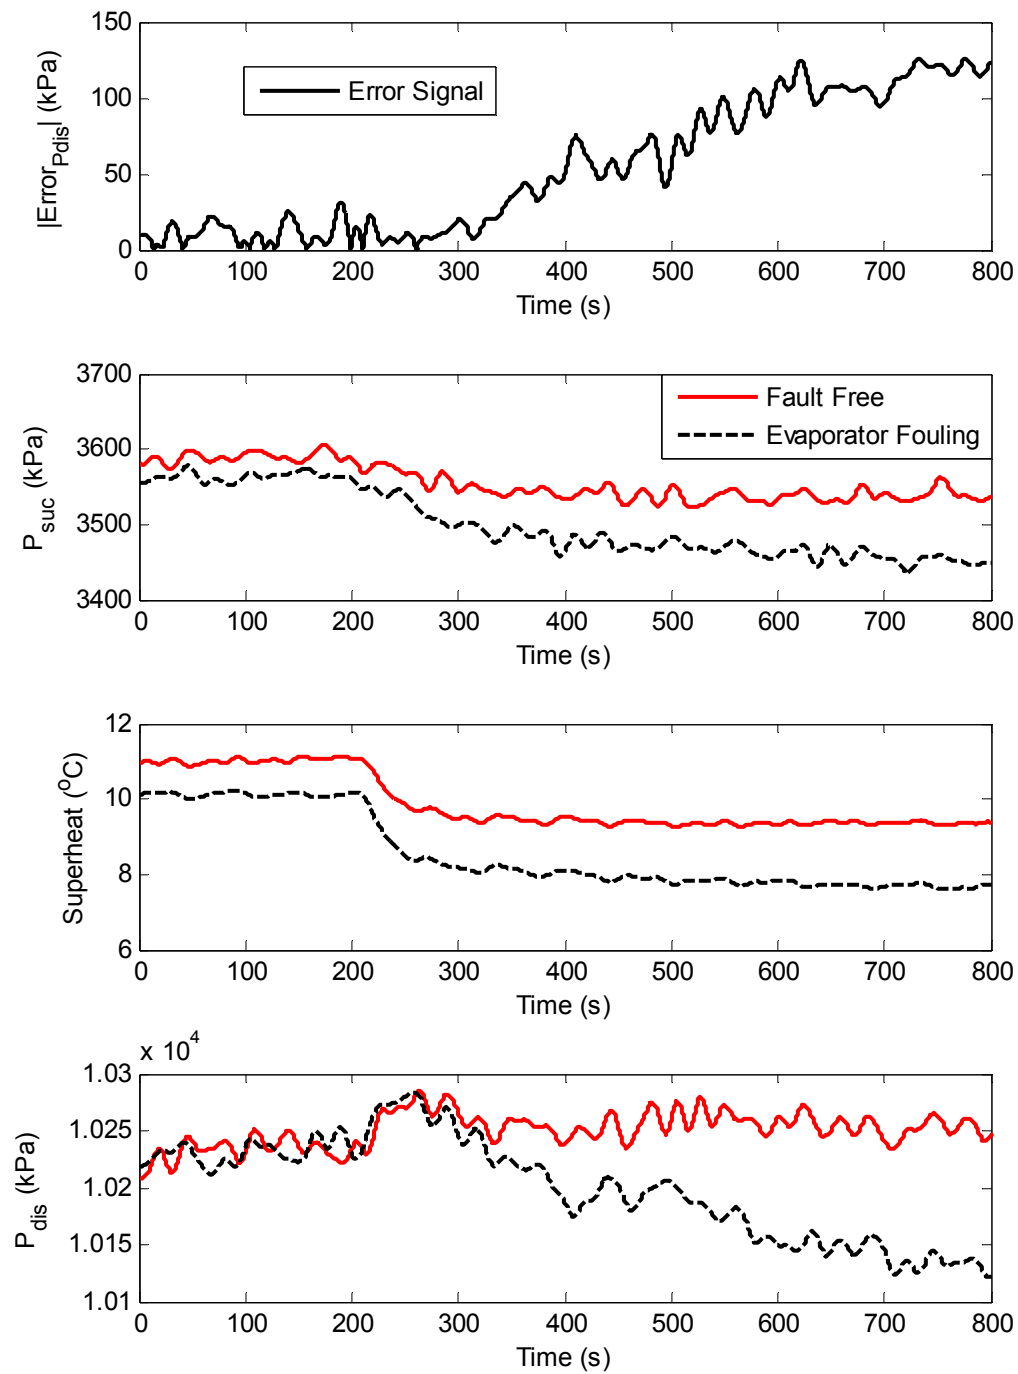 150
100
50
0
|Error_Pdis| (kPa)
Error Signal
0 100 200 300 400 500 600 700 800
Time (s)
3700
3600
3500
3400
P_suc (kPa)
Fault Free
Evaporator Fouling
0 100 200 300 400 500 600 700 800
Time (s)
12
10
8
6
Superheat (°C)
0 100 200 300 400 500 600 700 800
Time (s)
x 10⁴
1.03
1.025
1.02
1.015
1.01
P_dis (kPa)
0 100 200 300 400 500 600 700 800
Time (s)